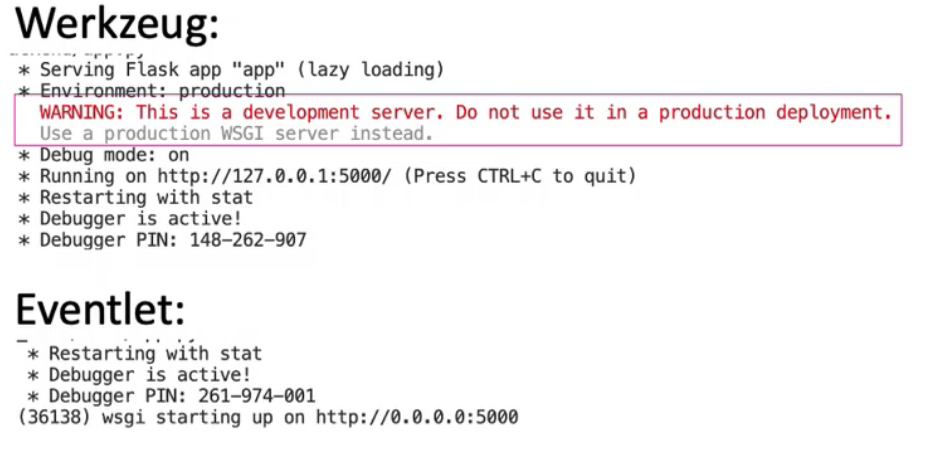 Werkzeug:
* Serving Flask app "app" (lazy loading)
* Environment: production
WARNING: This is a development server. Do not use it in a production deployment.
Use a production WSGI server instead.
* Debug mode: on
* Running on http://127.0.0.1:5000/ (Press CTRL+C to quit)
* Restarting with stat
* Debugger is active!
* Debugger PIN: 148-262-907
Eventlet:
* Restarting with stat
* Debugger is active!
* Debugger PIN: 261-974-001
(36138) wsgi starting up on http://0.0.0.0:5000